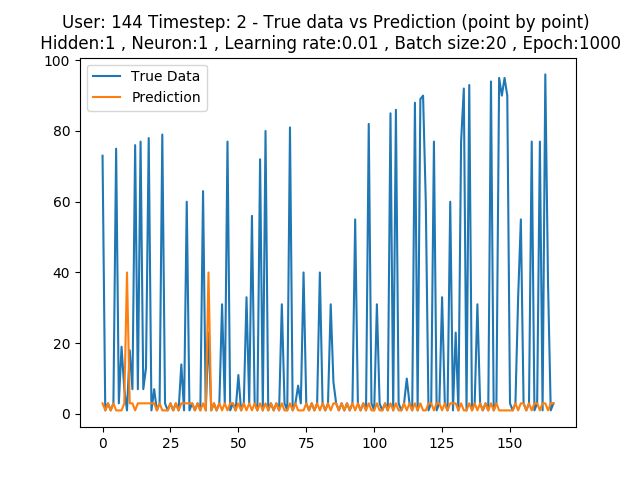 User: 144 Timestep: 2 - True data vs Prediction (point by point)
Hidden:1 , Neuron:1 , Learning rate:0.01 , Batch size:20 , Epoch:1000
True Data
Prediction
100
80
60
40
20
0
0 25 50 75 100 125 150